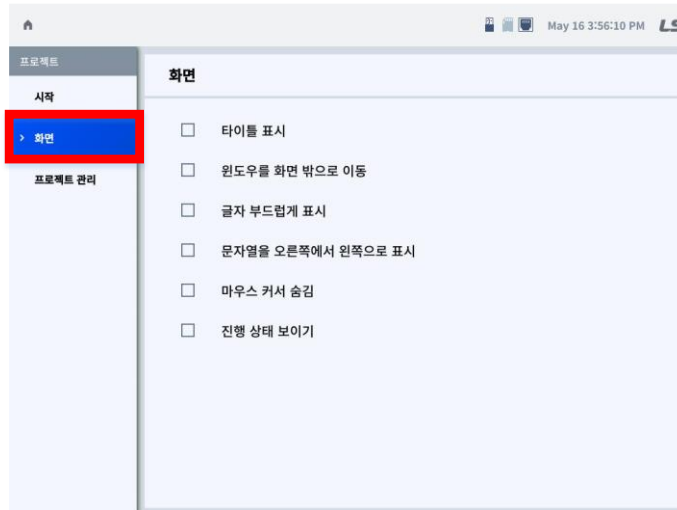 May 16 3:56:10 PM LS
프로젝트
시작
화면
프로젝트 관리
화면
타이틀 표시
윈도우를 화면 밖으로 이동
글자 부드럽게 표시
문자열을 오른쪽에서 왼쪽으로 표시
마우스 커서 숨김
진행 상태 보이기